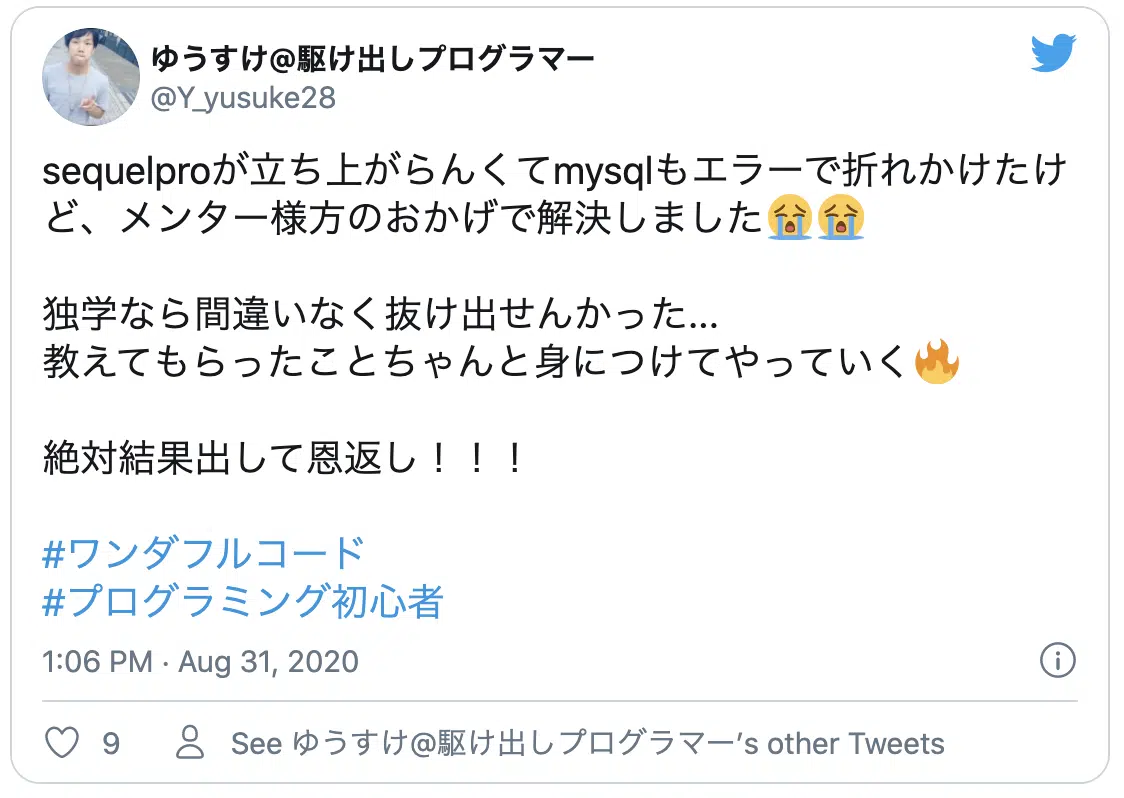 ゆうすけ@駆け出しプログラマー
@Y_yusuke28
sequelproが立ち上がらんくてmysqlもエラーで折れかけたけ
ど、メンター様方のおかげで解決しました😭😭
独学なら間違いなく抜け出せんかった...
教えてもらったことちゃんと身につけてやっていく🔥
絶対結果出して恩返し！！！
#ワンダフルコード
#プログラミング初心者
1:06 PM · Aug 31, 2020
9 See ゆうすけ@駆け出しプログラマー’s other Tweets